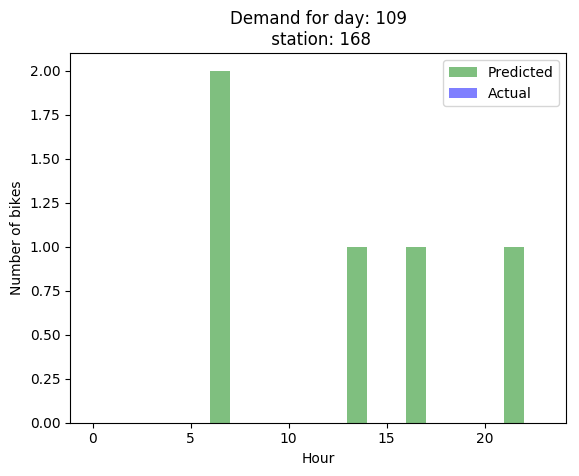 Demand for day: 109
station: 168
Predicted
Actual
2.00
1.75
1.50
1.25
1.00
0.75
0.50
0.25
0.00
Number of bikes
0 5 10 15 20
Hour